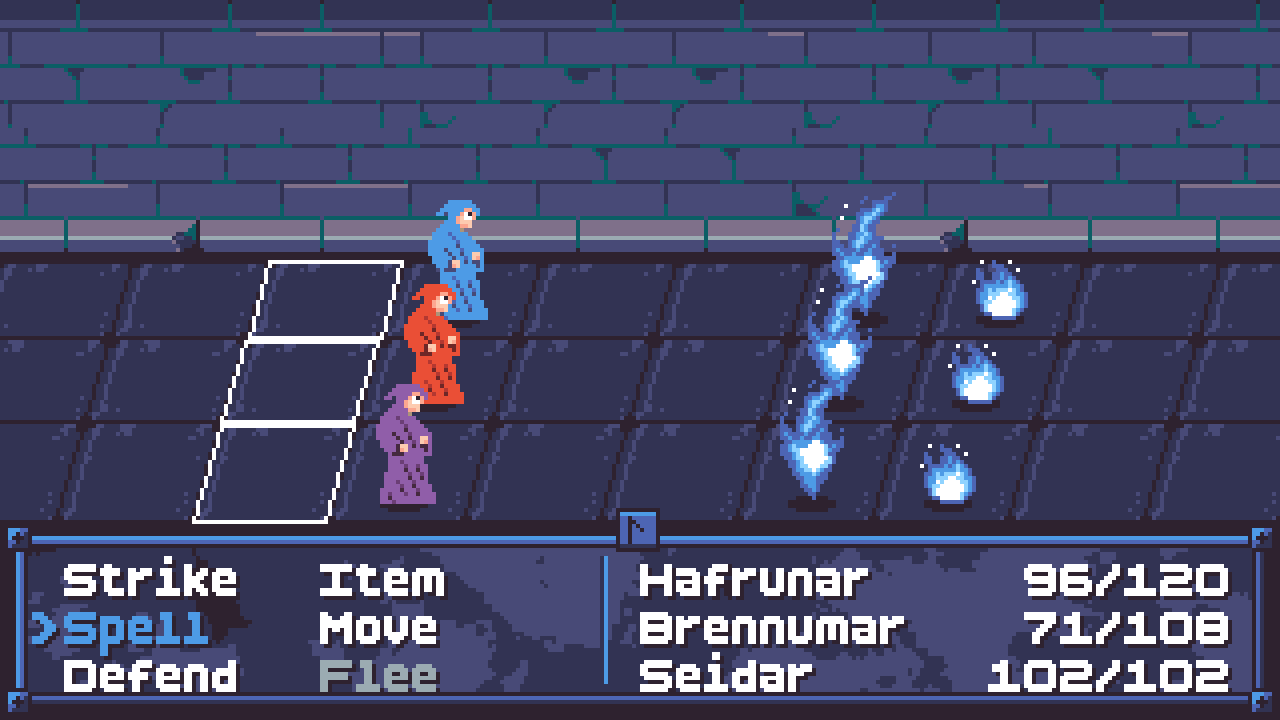 Strike Item
Spell Move
Defend Flee
Hafrunar 96/120
Brennumar 71/108
Seidar 102/102